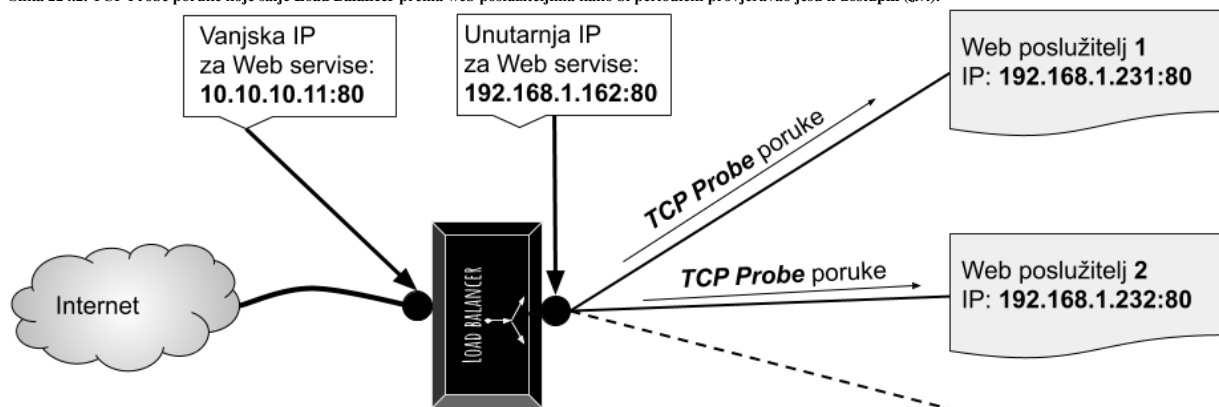 Vanjska IP
za Web servise:
10.10.10.11:80
Unutarnja IP
za Web servise:
192.168.1.162:80
Web poslužitelj 1
IP: 192.168.1.231:80
TCP Probe poruke
TCP Probe poruke
Web poslužitelj 2
IP: 192.168.1.232:80
Internet
LOAD BALANCER